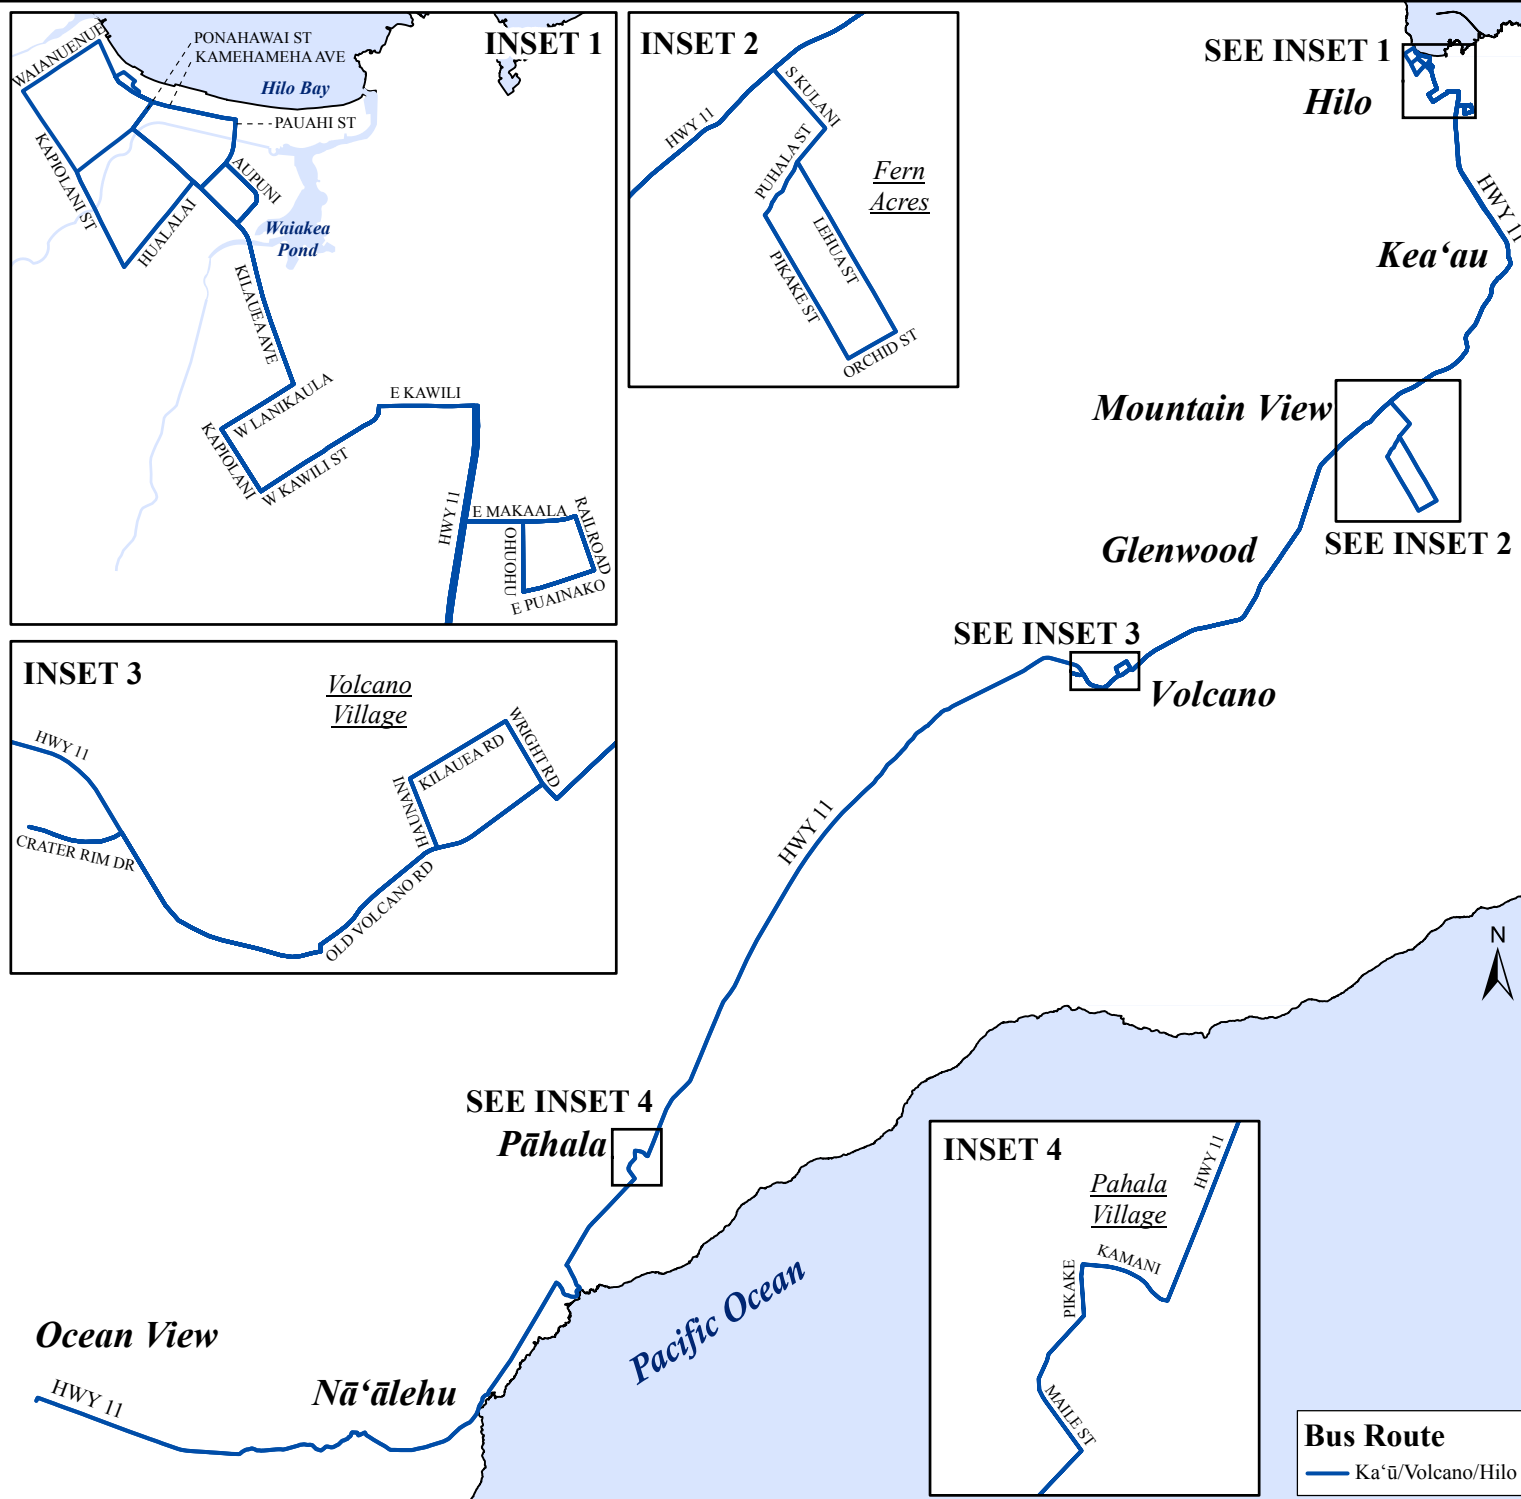 INSET 1
WAIANUENUE
PONAHAWAI ST
KAMEHAMEHA AVE
Hilo Bay
PAUAHI ST
KAPIOLANI ST
AUPUNI
HUALALAI
Waiakea
Pond
KILAUEA AVE
W LANIKAULA
E KAWILI
KAPIOLANI
W KAWILI ST
HWY 11
E MAKAALA
RAILROAD
OHUOHU
E PUAINAKO
INSET 2
HWY 11
S KULANI
PUHALA ST
Fern
Acres
LEHUA ST
PIKAKE ST
ORCHID ST
SEE INSET 1
Hilo
HWY 11
Keaʻau
Mountain View
SEE INSET 2
Glenwood
SEE INSET 3
Volcano
INSET 3
Volcano
Village
HWY 11
KILAUEA RD
WRIGHT RD
HAUNANI
CRATER RIM DR
OLD VOLCANO RD
HWY 11
N
SEE INSET 4
Pāhala
INSET 4
Pahala
Village
HWY 11
KAMANI
PIKAKE
MAILE ST
Pacific Ocean
Ocean View
HWY 11
Nāʻālehu
Bus Route
Kaʻū/Volcano/Hilo